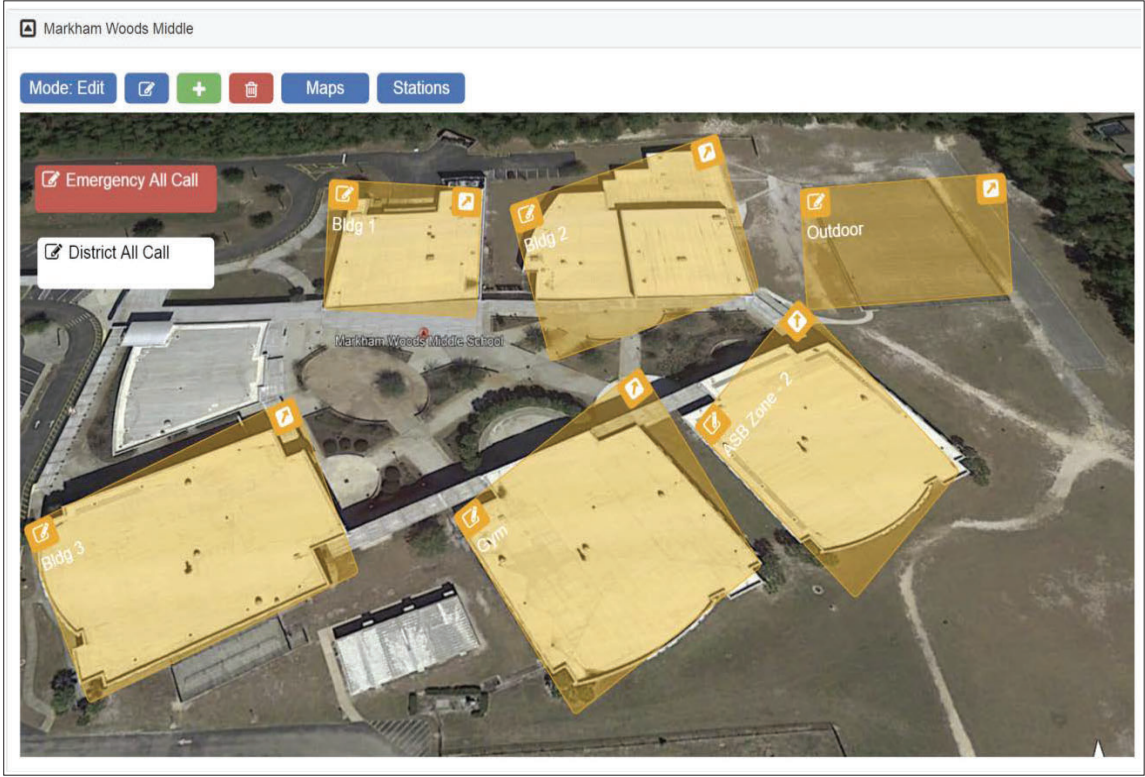 Markham Woods Middle
Mode: Edit
Maps
Stations
Emergency All Call
District All Call
Bldg 1
Bldg 2
Outdoor
Markham Woods Middle School
ASB Zone - 2
Bldg 3
Gym